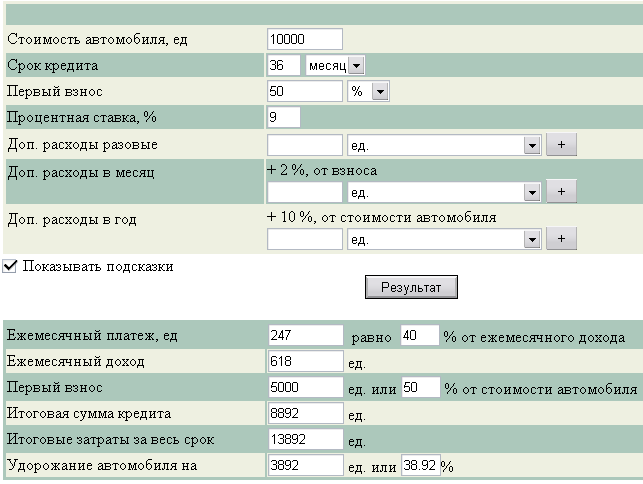 Стоимость автомобиля, ед 10000
Срок кредита 36 месяц
Первый взнос 50 %
Процентная ставка, % 9
Доп. расходы разовые ед. +
Доп. расходы в месяц + 2 %, от взноса
ед. +
Доп. расходы в год + 10 %, от стоимости автомобиля
ед. +
Показывать подсказки
Результат
Ежемесячный платеж, ед 247 равно 40 % от ежемесячного дохода
Ежемесячный доход 618 ед.
Первый взнос 5000 ед. или 50 % от стоимости автомобиля
Итоговая сумма кредита 8892 ед.
Итоговые затраты за весь срок 13892 ед.
Удорожание автомобиля на 3892 ед. или 38.92 %